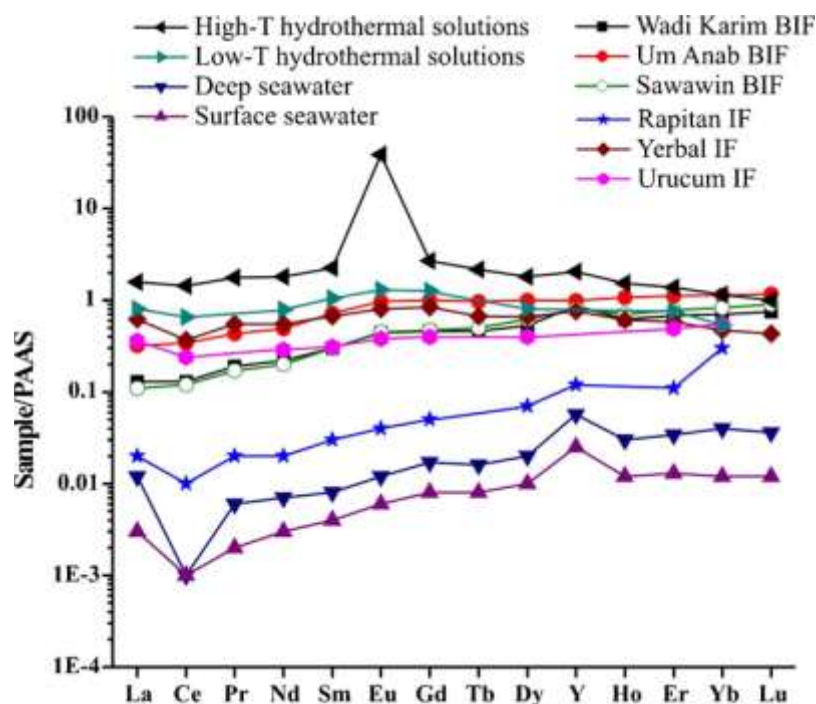 High-T hydrothermal solutions
Low-T hydrothermal solutions
Deep seawater
Surface seawater
Wadi Karim BIF
Um Anab BIF
Sawawin BIF
Rapitan IF
Yerbal IF
Urucum IF
100
10
1
0.1
0.01
1E-3
1E-4
Sample/PAAS
La Ce Pr Nd Sm Eu Gd Tb Dy Y Ho Er Yb Lu